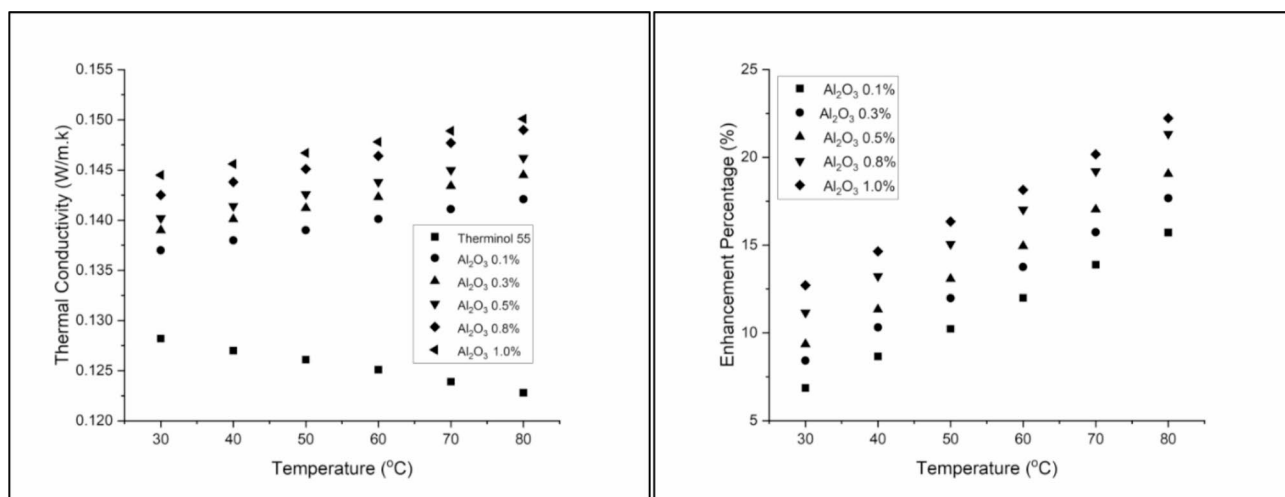 0.155
0.150
0.145
0.140
0.135
0.130
0.125
0.120
Thermal Conductivity (W/m.k)
Therminol 55
Al₂O₃ 0.1%
Al₂O₃ 0.3%
Al₂O₃ 0.5%
Al₂O₃ 0.8%
Al₂O₃ 1.0%
30 40 50 60 70 80
Temperature (°C)
25
20
15
10
5
Enhancement Percentage (%)
Al₂O₃ 0.1%
Al₂O₃ 0.3%
Al₂O₃ 0.5%
Al₂O₃ 0.8%
Al₂O₃ 1.0%
30 40 50 60 70 80
Temperature (°C)